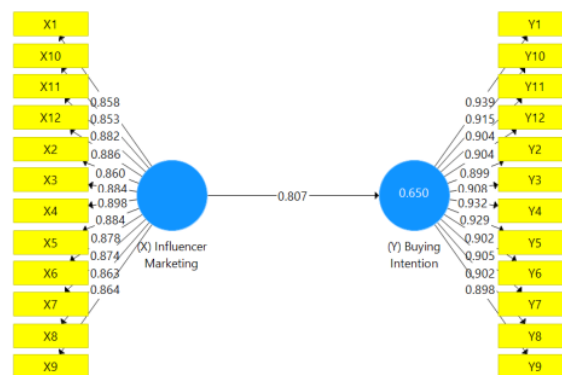 X1
X10
X11
X12
X2
X3
X4
X5
X6
X7
X8
X9
0.858
0.853
0.882
0.886
0.860
0.884
0.898
0.884
0.878
0.874
0.863
0.864
(X) Influencer
Marketing
0.807
0.650
(Y) Buying
Intention
0.939
0.915
0.904
0.904
0.899
0.908
0.932
0.929
0.902
0.905
0.902
0.898
Y1
Y10
Y11
Y12
Y2
Y3
Y4
Y5
Y6
Y7
Y8
Y9